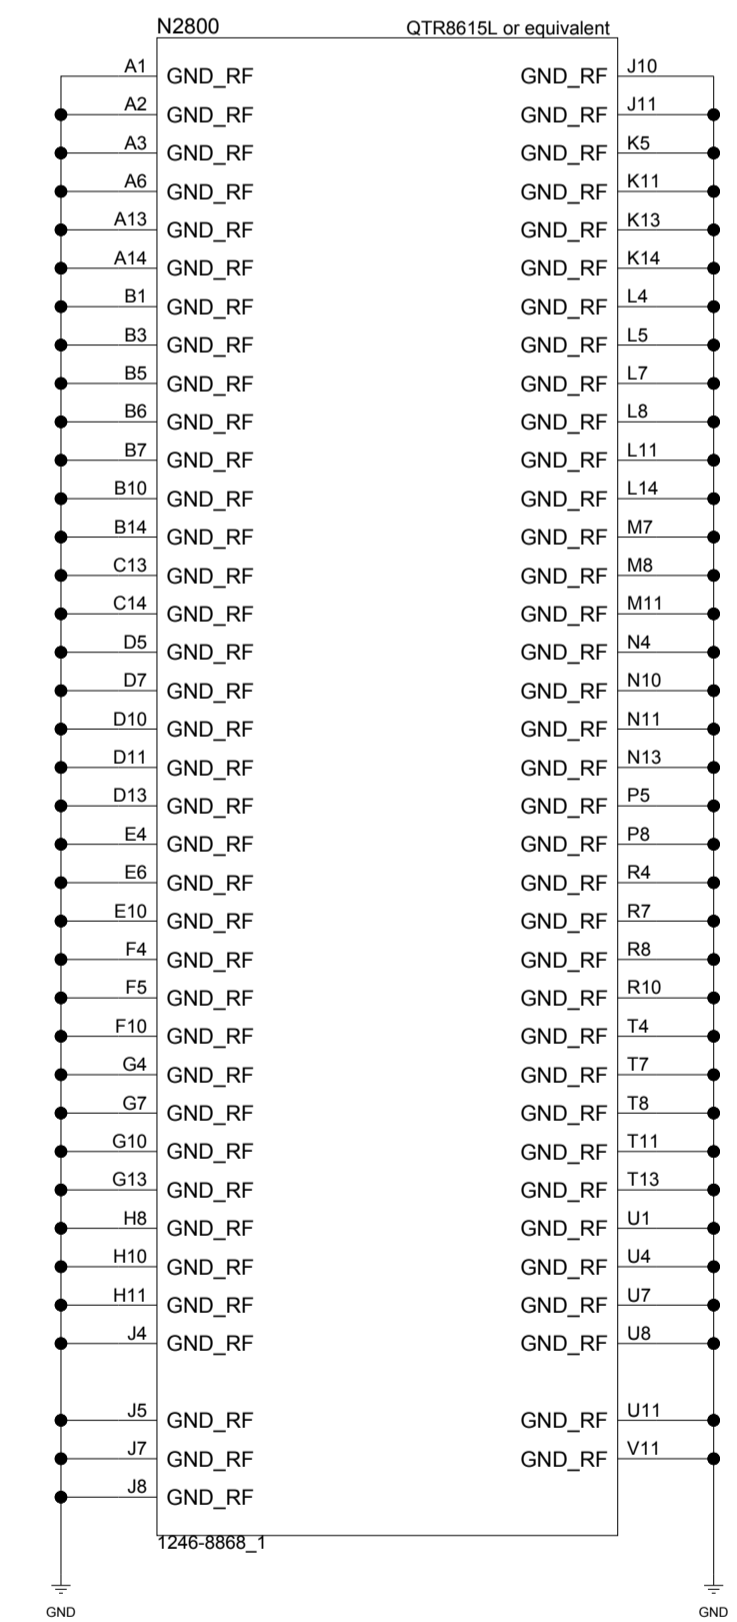 N2800 QTR8615L or equivalent
A1 GND_RF GND_RF J10
A2 GND_RF GND_RF J11
A3 GND_RF GND_RF K5
A6 GND_RF GND_RF K11
A13 GND_RF GND_RF K13
A14 GND_RF GND_RF K14
B1 GND_RF GND_RF L4
B3 GND_RF GND_RF L5
B5 GND_RF GND_RF L7
B6 GND_RF GND_RF L8
B7 GND_RF GND_RF L11
B10 GND_RF GND_RF L14
B14 GND_RF GND_RF M7
C13 GND_RF GND_RF M8
C14 GND_RF GND_RF M11
D5 GND_RF GND_RF N4
D7 GND_RF GND_RF N10
D10 GND_RF GND_RF N11
D11 GND_RF GND_RF N13
D13 GND_RF GND_RF P5
E4 GND_RF GND_RF P8
E6 GND_RF GND_RF R4
E10 GND_RF GND_RF R7
F4 GND_RF GND_RF R8
F5 GND_RF GND_RF R10
F10 GND_RF GND_RF T4
G4 GND_RF GND_RF T7
G7 GND_RF GND_RF T8
G10 GND_RF GND_RF T11
G13 GND_RF GND_RF T13
H8 GND_RF GND_RF U1
H10 GND_RF GND_RF U4
H11 GND_RF GND_RF U7
J4 GND_RF GND_RF U8
J5 GND_RF GND_RF U11
J7 GND_RF GND_RF V11
J8 GND_RF
1246-8868_1
GND GND